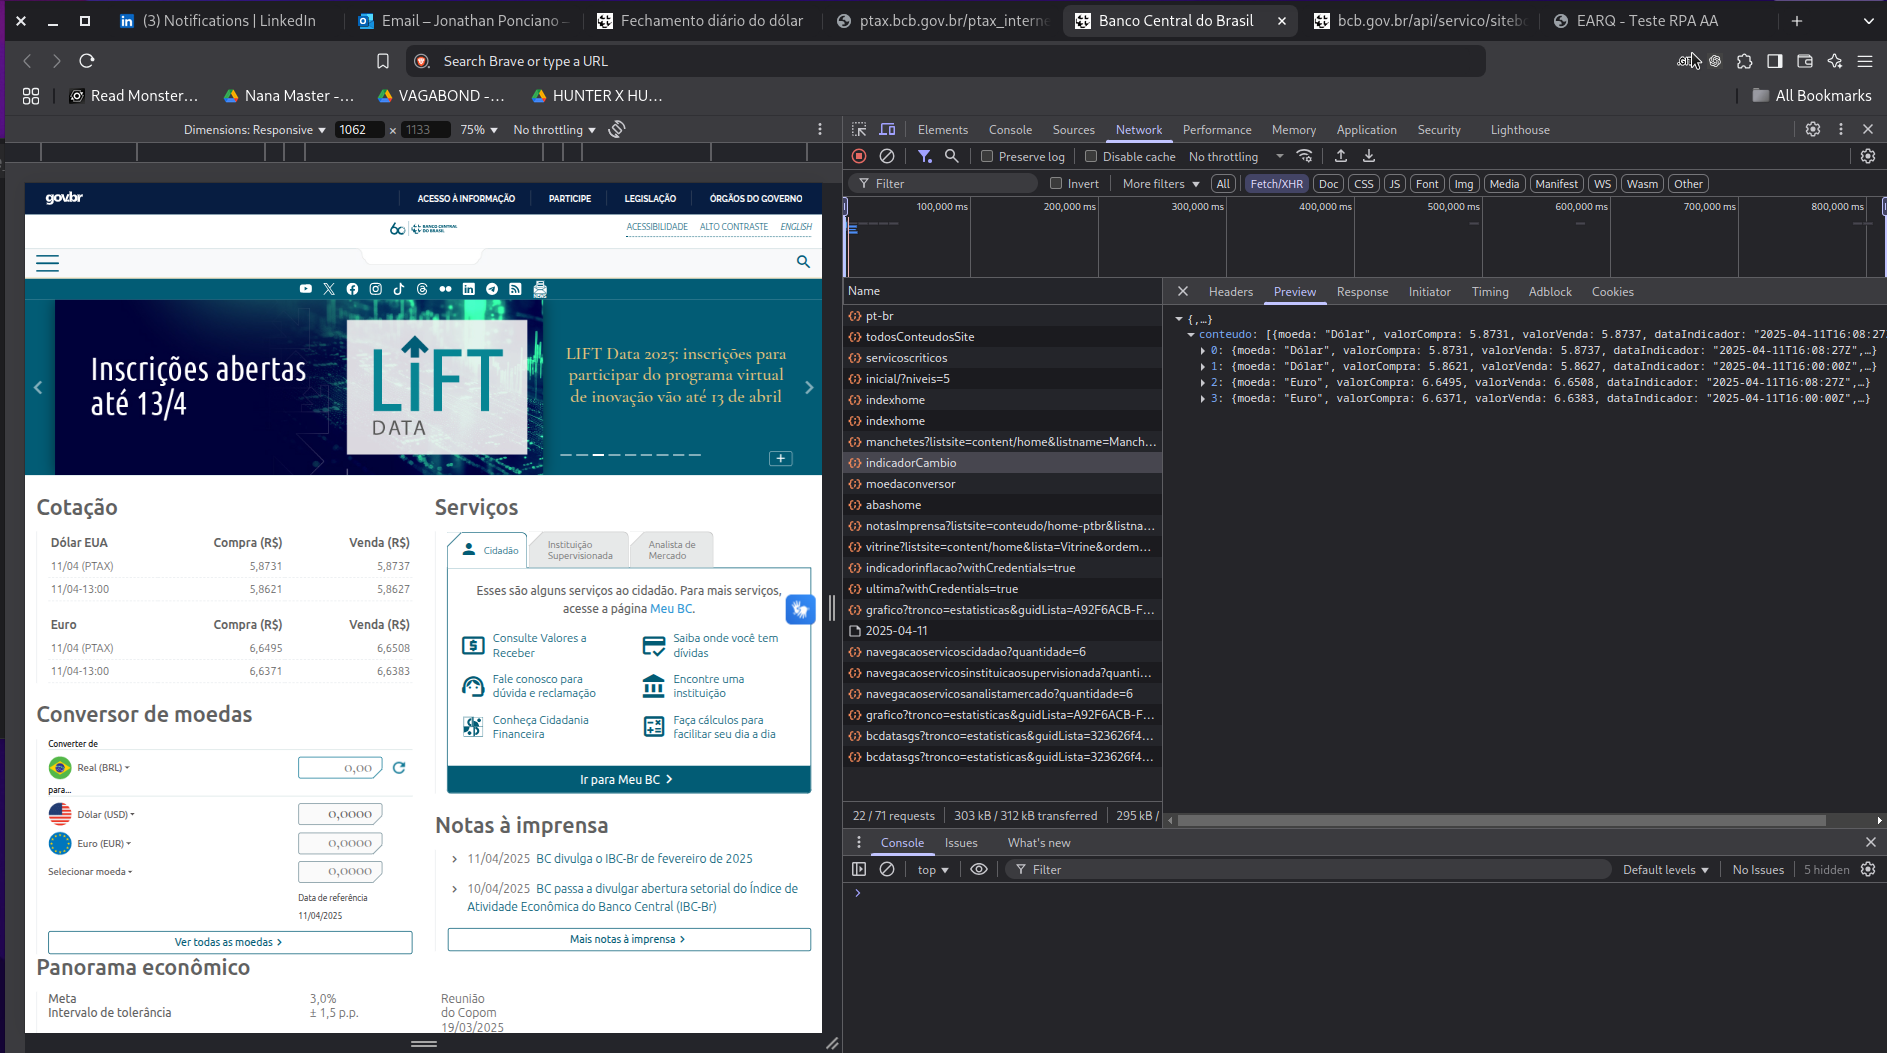 (3) Notifications | LinkedIn
Email – Jonathan Ponciano –
Fechamento diário do dólar
ptax.bcb.gov.br/ptax_interne
Banco Central do Brasil
bcb.gov.br/api/servico/siteb
EARQ - Teste RPA AA
Search Brave or type a URL
Read Monster...
Nana Master -...
VAGABOND -...
HUNTER X HU...
All Bookmarks
Dimensions: Responsive
1062 × 1133
75%
No throttling
gov.br
ACESSO À INFORMAÇÃO
PARTICIPE
LEGISLAÇÃO
ÓRGÃOS DO GOVERNO
60 BANCO CENTRAL DO BRASIL
ACESSIBILIDADE
ALTO CONTRASTE
ENGLISH
Inscrições abertas
até 13/4
LIFT
DATA
LIFT Data 2025: inscrições para
participar do programa virtual
de inovação vão até 13 de abril
Cotação
Dólar EUA Compra (R$) Venda (R$)
11/04 (PTAX) 5,8731 5,8737
11/04-13:00 5,8621 5,8627
Euro Compra (R$) Venda (R$)
11/04 (PTAX) 6,6495 6,6508
11/04-13:00 6,6371 6,6383
Conversor de moedas
Converter de
Real (BRL) 0,00
para...
Dólar (USD) 0,0000
Euro (EUR) 0,0000
Selecionar moeda 0,0000
Data de referência
11/04/2025
Ver todas as moedas
Panorama econômico
Meta 3,0%
Intervalo de tolerância ± 1,5 p.p.
Reunião
do Copom
19/03/2025
Serviços
Cidadão
Instituição
Supervisionada
Analista de
Mercado
Esses são alguns serviços ao cidadão. Para mais serviços,
acesse a página Meu BC.
Consulte Valores a
Receber
Saiba onde você tem
dívidas
Fale conosco para
dúvida e reclamação
Encontre uma
instituição
Conheça Cidadania
Financeira
Faça cálculos para
facilitar seu dia a dia
Ir para Meu BC
Notas à imprensa
11/04/2025 BC divulga o IBC-Br de fevereiro de 2025
10/04/2025 BC passa a divulgar abertura setorial do Índice de
Atividade Econômica do Banco Central (IBC-Br)
Mais notas à imprensa
Elements
Console
Sources
Network
Performance
Memory
Application
Security
Lighthouse
Preserve log
Disable cache
No throttling
Filter
Invert
More filters
All
Fetch/XHR
Doc
CSS
JS
Font
Img
Media
Manifest
WS
Wasm
Other
100,000 ms
200,000 ms
300,000 ms
400,000 ms
500,000 ms
600,000 ms
700,000 ms
800,000 ms
Name
pt-br
todosConteudosSite
servicoscriticos
inicial/?niveis=5
indexhome
indexhome
manchetes?listsite=content/home&listname=Manch...
indicadorCambio
moedaconversor
abashome
notasImprensa?listsite=conteudo/home-ptbr&listna...
vitrine?listsite=content/home&lista=Vitrine&ordem...
indicadorinflacao?withCredentials=true
ultima?withCredentials=true
grafico?tronco=estatisticas&guidLista=A92F6ACB-F...
2025-04-11
navegacaoservicoscidadao?quantidade=6
navegacaoservicosinstituicaosupervisionada?quanti...
navegacaoservicosanalistamercado?quantidade=6
grafico?tronco=estatisticas&guidLista=A92F6ACB-F...
bcdatasgs?tronco=estatisticas&guidLista=323626f4...
bcdatasgs?tronco=estatisticas&guidLista=323626f4...
22 / 71 requests
303 kB / 312 kB transferred
295 kB /
Headers
Preview
Response
Initiator
Timing
Adblock
Cookies
{,…}
conteudo: [{moeda: "Dólar", valorCompra: 5.8731, valorVenda: 5.8737, dataIndicador: "2025-04-11T16:08:27
0: {moeda: "Dólar", valorCompra: 5.8731, valorVenda: 5.8737, dataIndicador: "2025-04-11T16:08:27Z",…}
1: {moeda: "Dólar", valorCompra: 5.8621, valorVenda: 5.8627, dataIndicador: "2025-04-11T16:00:00Z",…}
2: {moeda: "Euro", valorCompra: 6.6495, valorVenda: 6.6508, dataIndicador: "2025-04-11T16:08:27Z",…}
3: {moeda: "Euro", valorCompra: 6.6371, valorVenda: 6.6383, dataIndicador: "2025-04-11T16:00:00Z",…}
Console
Issues
What's new
top
Filter
Default levels
No Issues
5 hidden